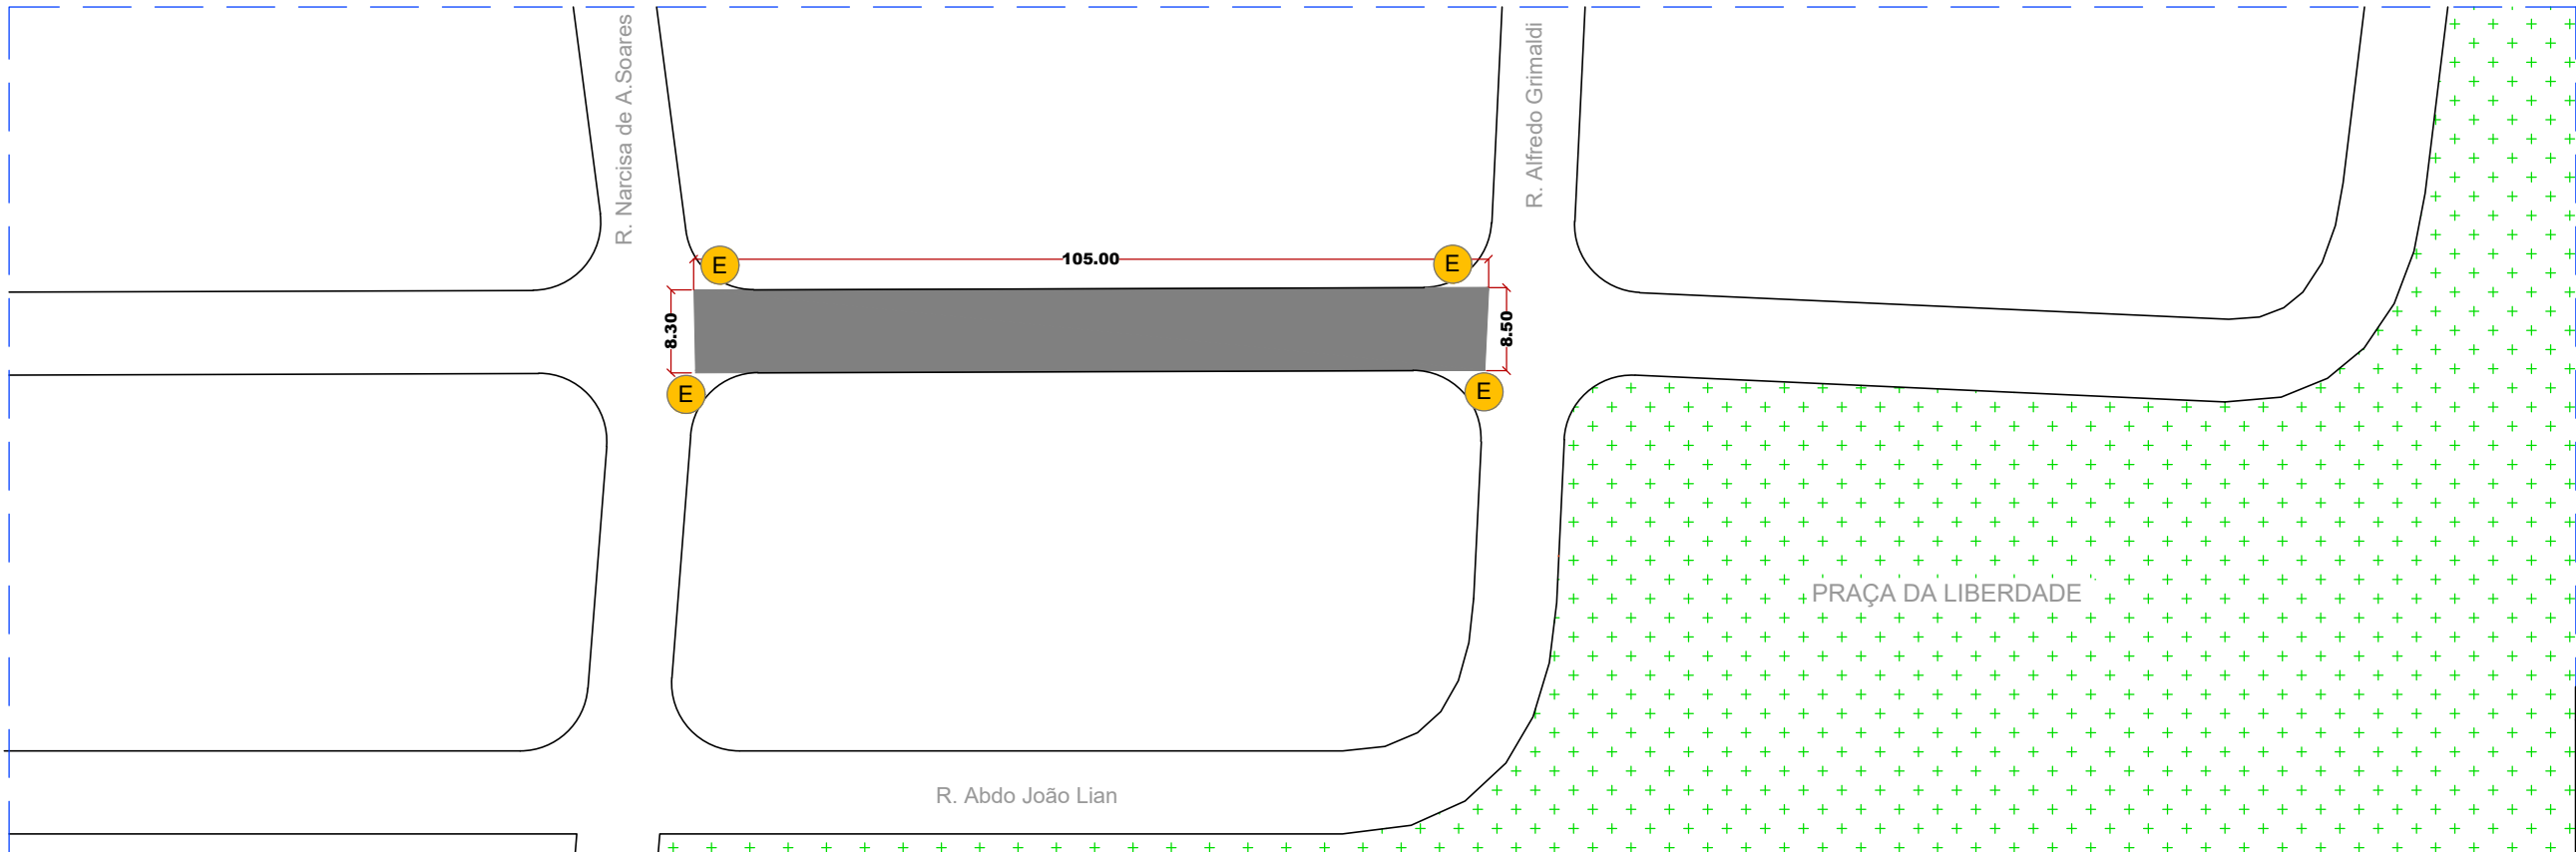 R. Narcisa de A.Soares
R. Alfredo Grimaldi
E
105.00
E
8.30
8.50
E
E
PRAÇA DA LIBERDADE
R. Abdo João Lian